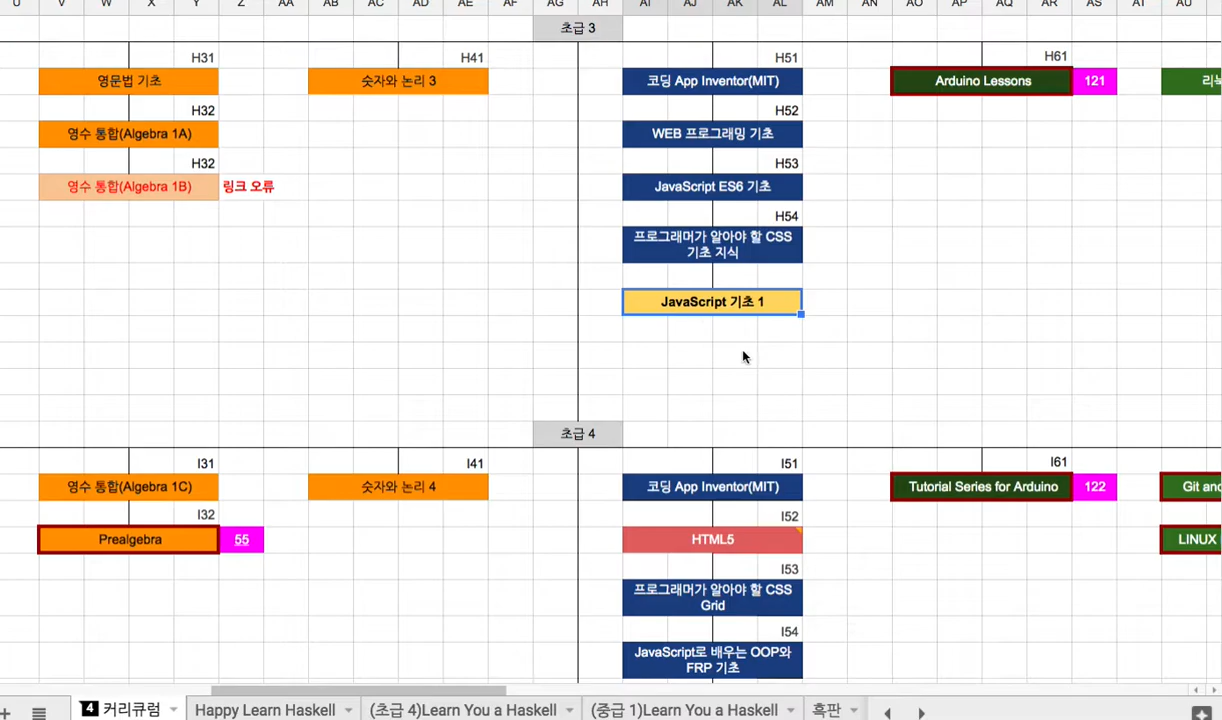 U V W X Y Z AA AB AC AD AE AF AG AH AI AJ AK AL AM AN AO AP AQ AR AS AT AU
초급 3
H31 H41 H51 H61
영문법 기초 숫자와 논리 3 코딩 App Inventor(MIT) Arduino Lessons 121
H32 H52
영수 통합(Algebra 1A) WEB 프로그래밍 기초
H32 H53
영수 통합(Algebra 1B) 링크 오류 JavaScript ES6 기초
H54
프로그래머가 알아야 할 CSS
기초 지식
JavaScript 기초 1
초급 4
I31 I41 I51 I61
영수 통합(Algebra 1C) 숫자와 논리 4 코딩 App Inventor(MIT) Tutorial Series for Arduino 122 Git
I32 I52
Prealgebra 55 HTML5 LINUX
I53
프로그래머가 알아야 할 CSS
Grid
I54
JavaScript로 배우는 OOP와
FRP 기초
4 커리큘럼 Happy Learn Haskell (초급 4)Learn You a Haskell (중급 1)Learn You a Haskell 흑판